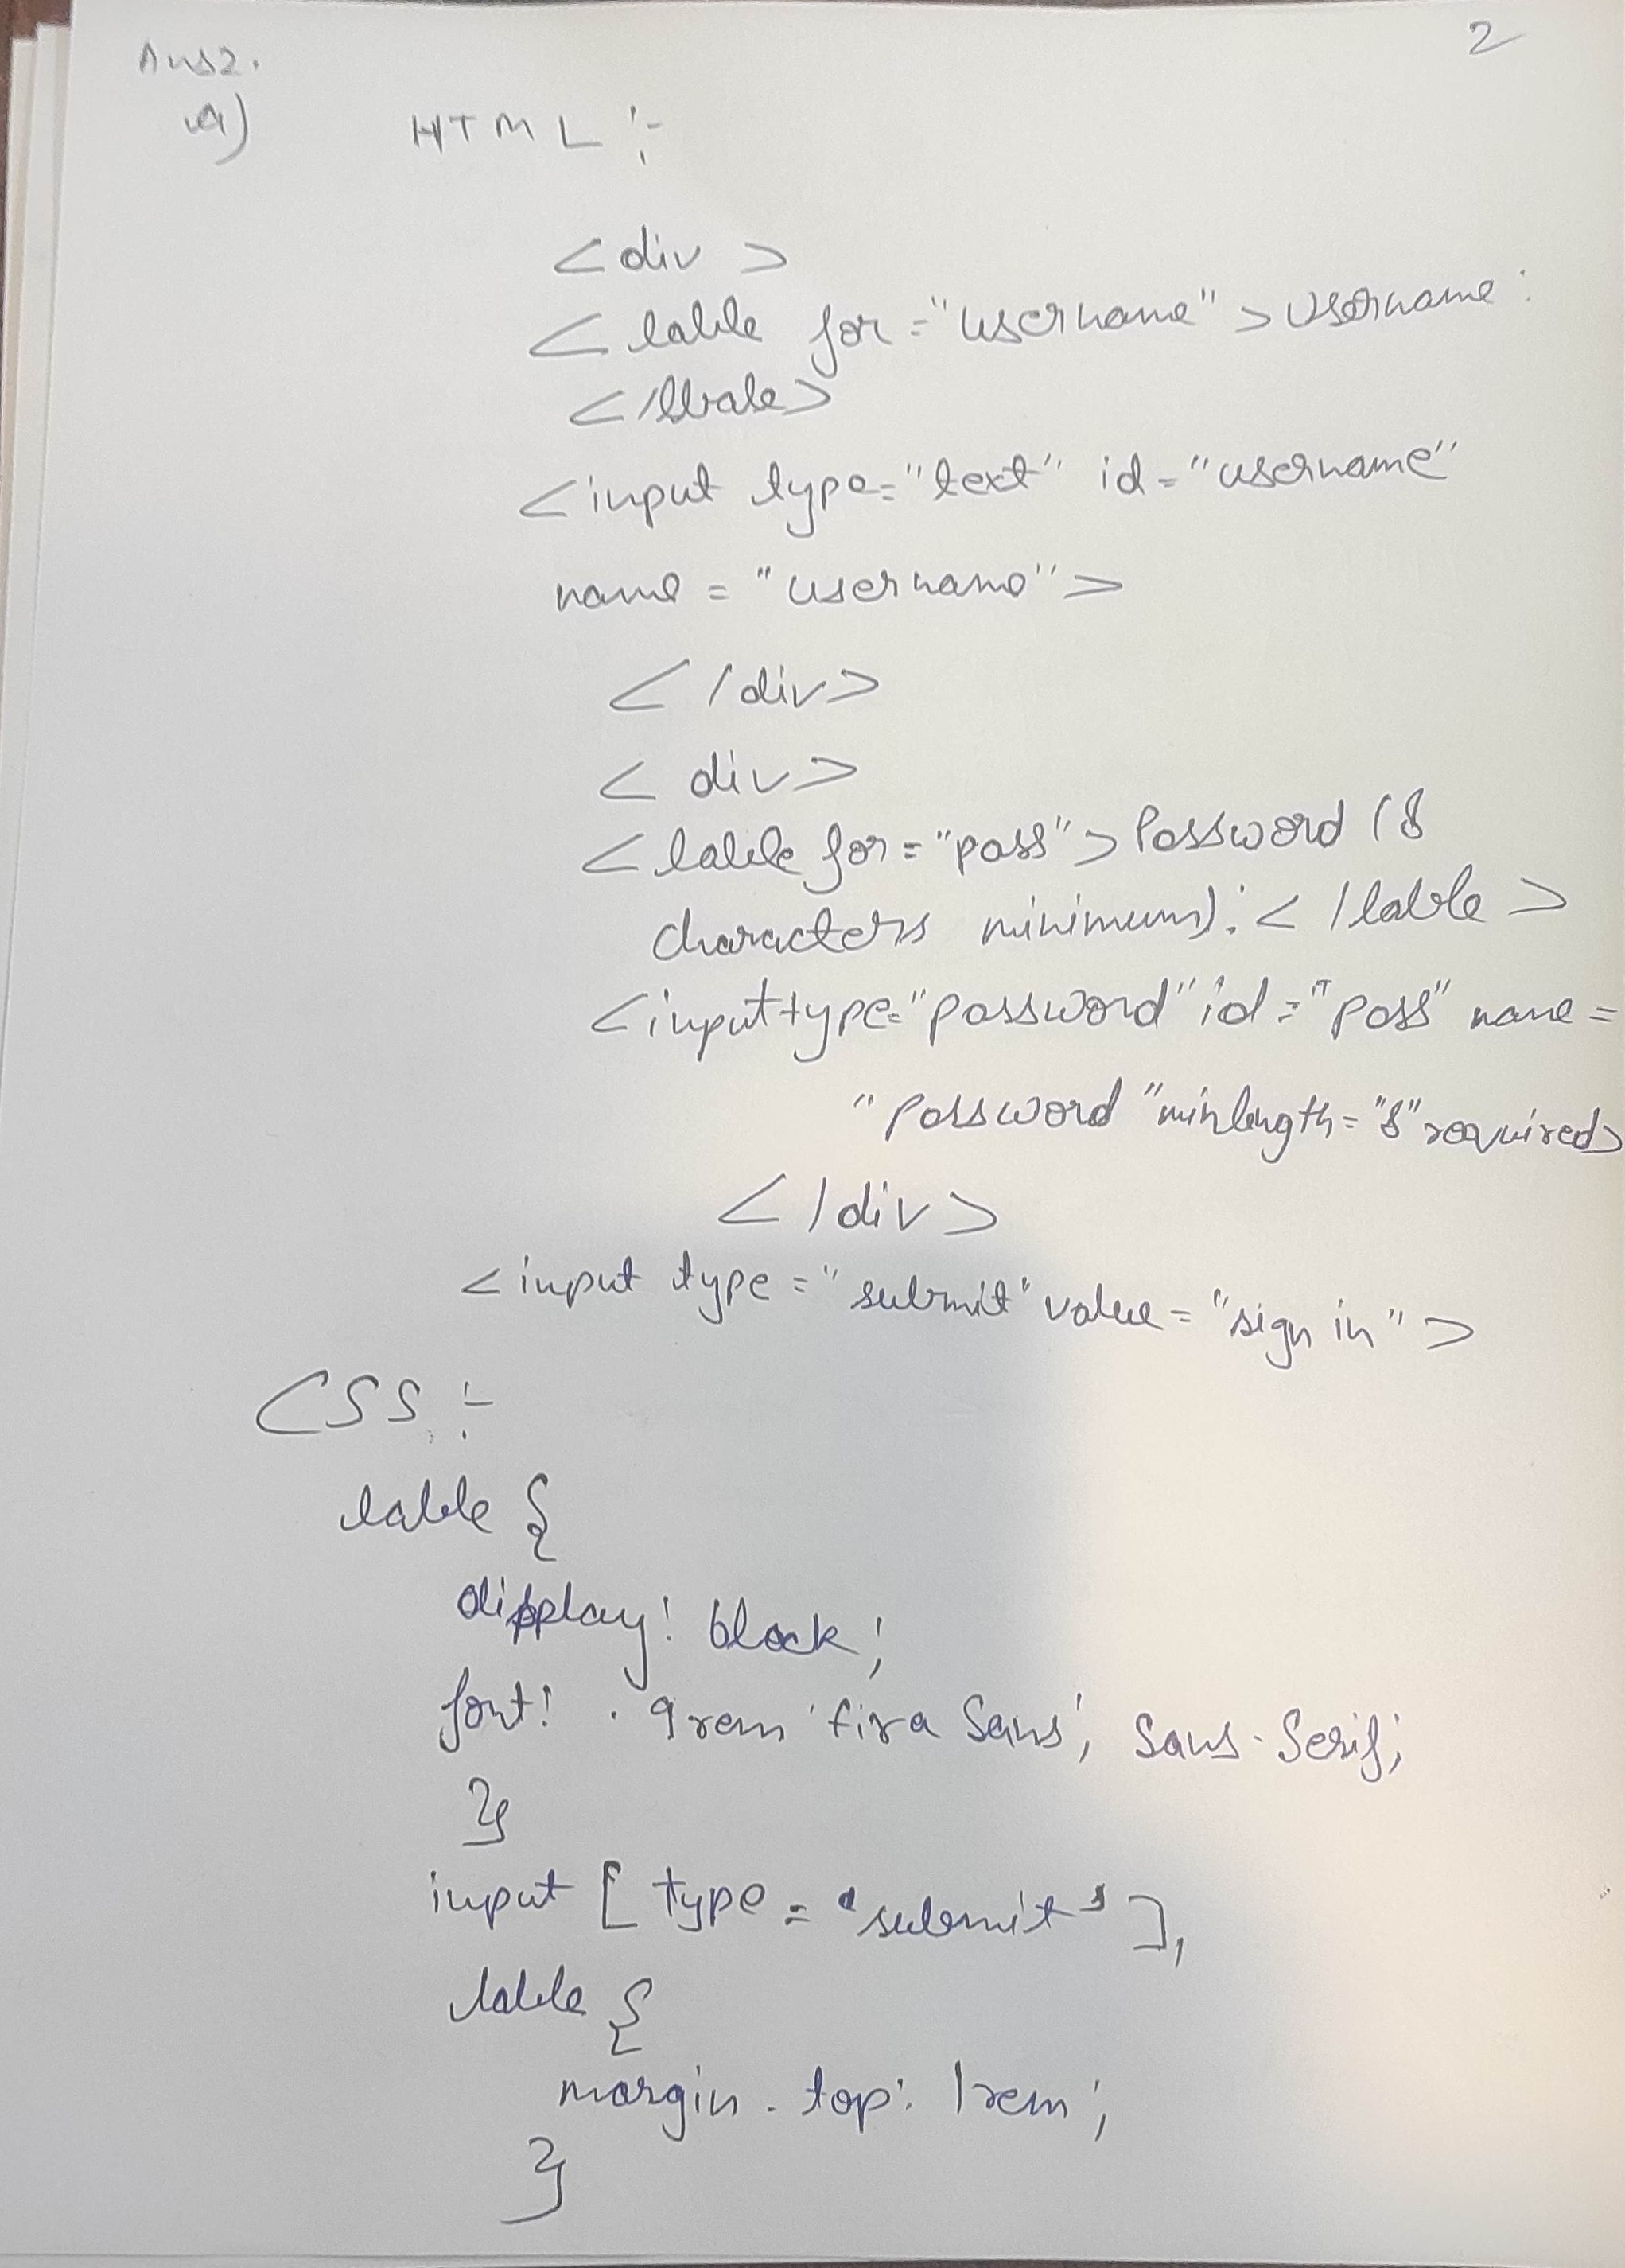 2
Ans2.
a) HTML :-
<div>
<lable for="username">Username:
</lbale>
<input type="text" id="username"
name="username">
</div>
<div>
<lable for="pass">Password (8
characters minimum):</lable>
<input type="password" id="pass" name=
"password" minlength="8" required>
</div>
<input type="submit" value="sign in">
CSS :-
lable {
display: block;
font: .9rem 'fira Sans', Sans-Serif;
}
input [type = "submit"],
lable {
margin-top: 1rem;
}